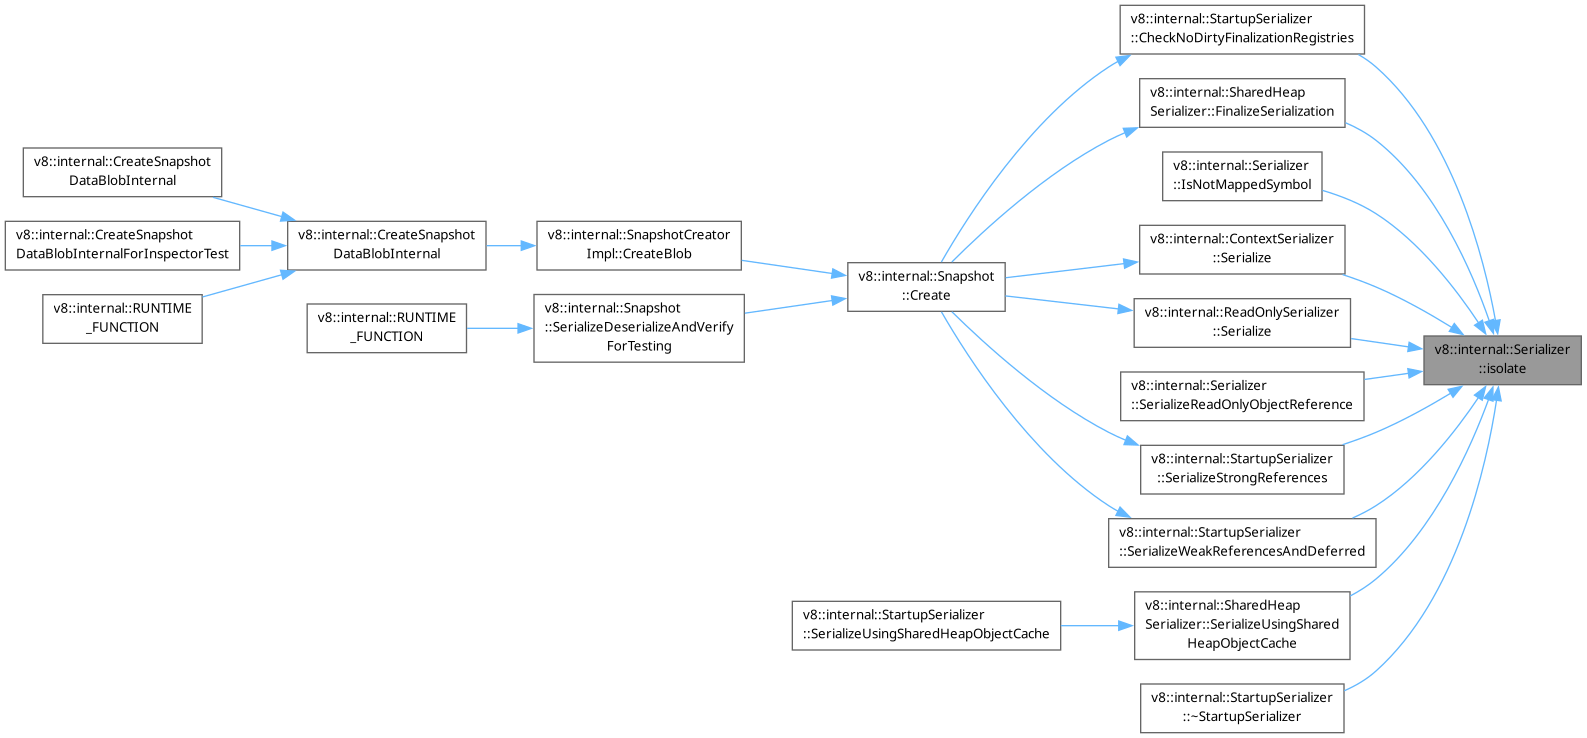 v8::internal::StartupSerializer
::CheckNoDirtyFinalizationRegistries
v8::internal::SharedHeap
Serializer::FinalizeSerialization
v8::internal::Serializer
::IsNotMappedSymbol
v8::internal::CreateSnapshot
DataBlobInternal
v8::internal::CreateSnapshot
DataBlobInternalForInspectorTest
v8::internal::RUNTIME
_FUNCTION
v8::internal::CreateSnapshot
DataBlobInternal
v8::internal::RUNTIME
_FUNCTION
v8::internal::SnapshotCreator
Impl::CreateBlob
v8::internal::Snapshot
::SerializeDeserializeAndVerify
ForTesting
v8::internal::Snapshot
::Create
v8::internal::ContextSerializer
::Serialize
v8::internal::ReadOnlySerializer
::Serialize
v8::internal::Serializer
::isolate
v8::internal::Serializer
::SerializeReadOnlyObjectReference
v8::internal::StartupSerializer
::SerializeStrongReferences
v8::internal::StartupSerializer
::SerializeWeakReferencesAndDeferred
v8::internal::StartupSerializer
::SerializeUsingSharedHeapObjectCache
v8::internal::SharedHeap
Serializer::SerializeUsingShared
HeapObjectCache
v8::internal::StartupSerializer
::~StartupSerializer